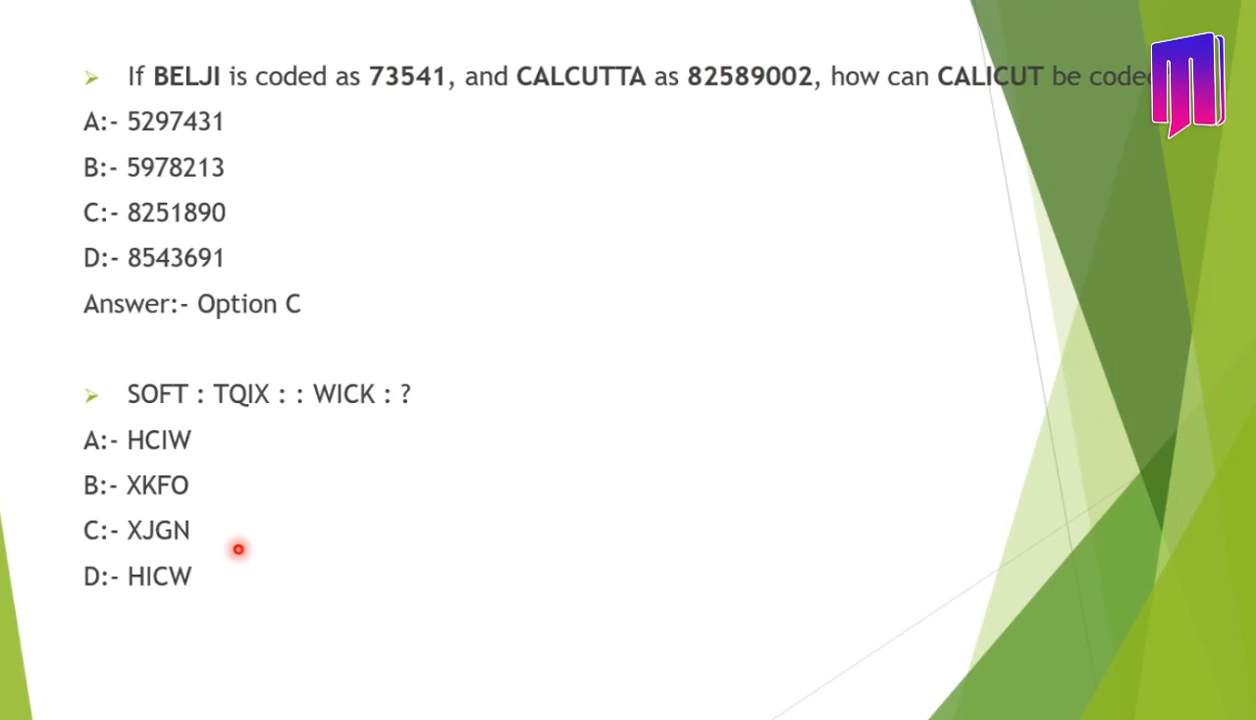 ➢ If BELJI is coded as 73541, and CALCUTTA as 82589002, how can CALICUT be coded
A:- 5297431
B:- 5978213
C:- 8251890
D:- 8543691
Answer:- Option C
➢ SOFT : TQIX : : WICK : ?
A:- HCIW
B:- XKFO
C:- XJGN
D:- HICW